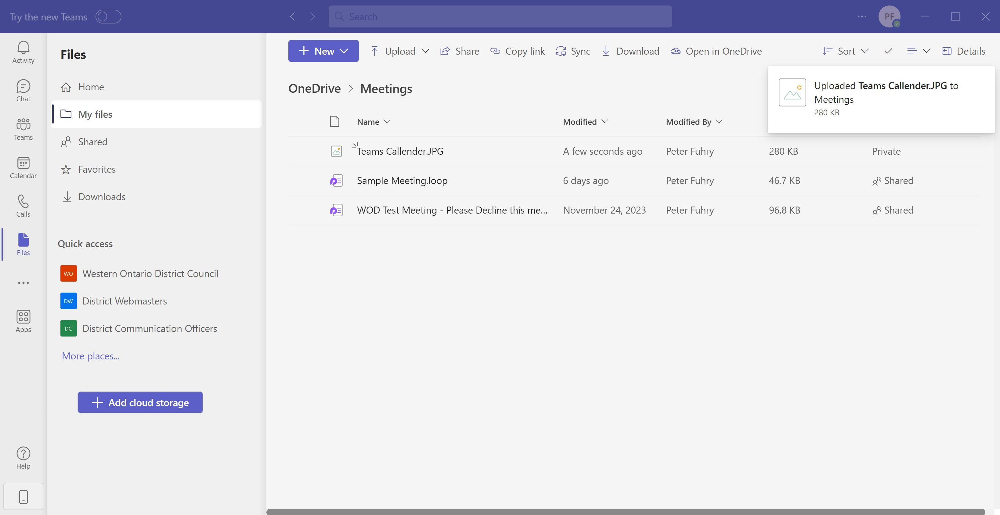 Try the new Teams
Search
PF
Activity
Chat
Teams
Calendar
Calls
Files
Apps
Help
Files
Home
My files
Shared
Favorites
Downloads
Quick access
WO Western Ontario District Council
DW District Webmasters
DC District Communication Officers
More places...
Add cloud storage
New Upload Share Copy link Sync Download Open in OneDrive Sort Details
OneDrive > Meetings
Uploaded Teams Callender.JPG to
Meetings
280 KB
Name Modified Modified By
Teams Callender.JPG A few seconds ago Peter Fuhry 280 KB Private
Sample Meeting.loop 6 days ago Peter Fuhry 46.7 KB Shared
WOD Test Meeting - Please Decline this me... November 24, 2023 Peter Fuhry 96.8 KB Shared